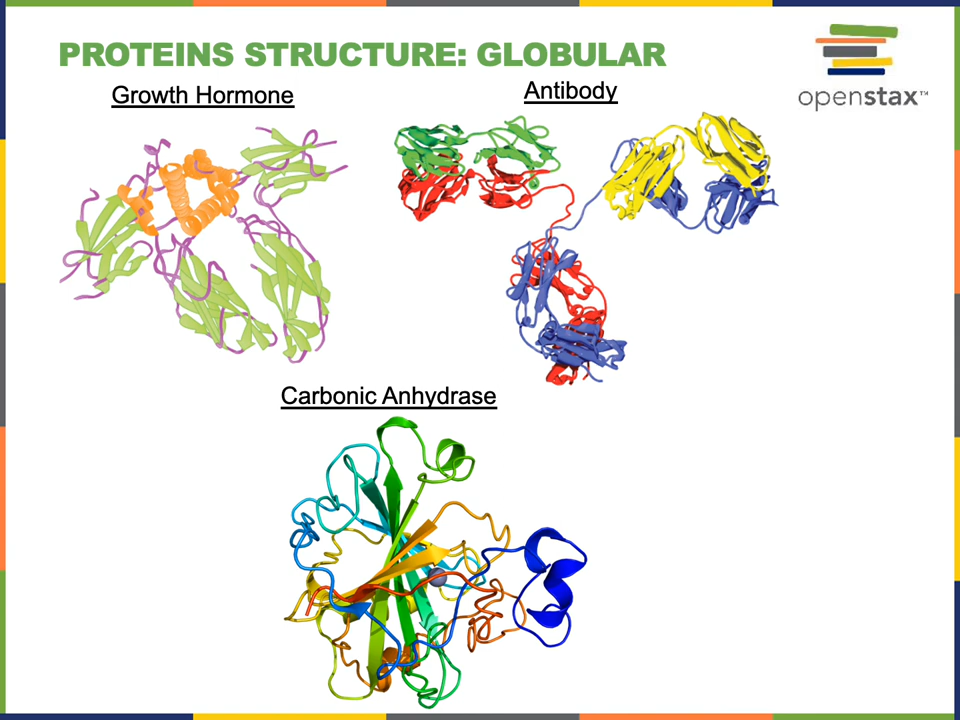 PROTEINS STRUCTURE: GLOBULAR
openstax™
Growth Hormone
Antibody
Carbonic Anhydrase